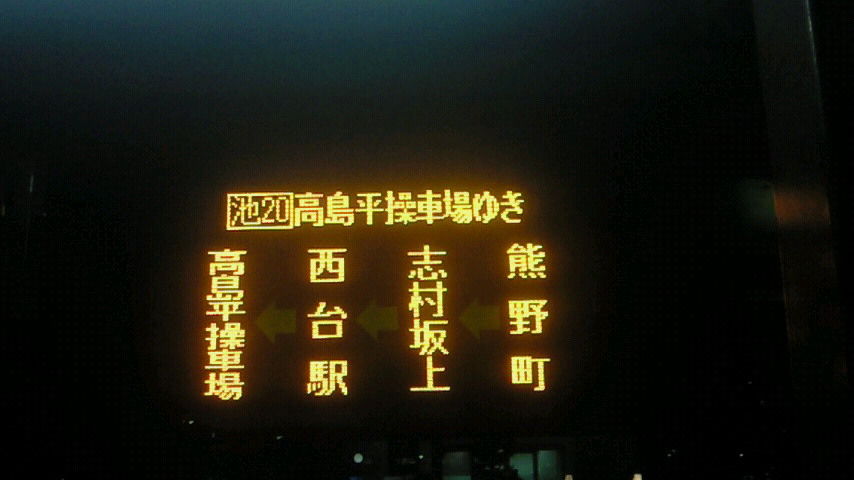 池20 高島平操車場ゆき
熊野町
志村坂上
西台駅
高島平操車場